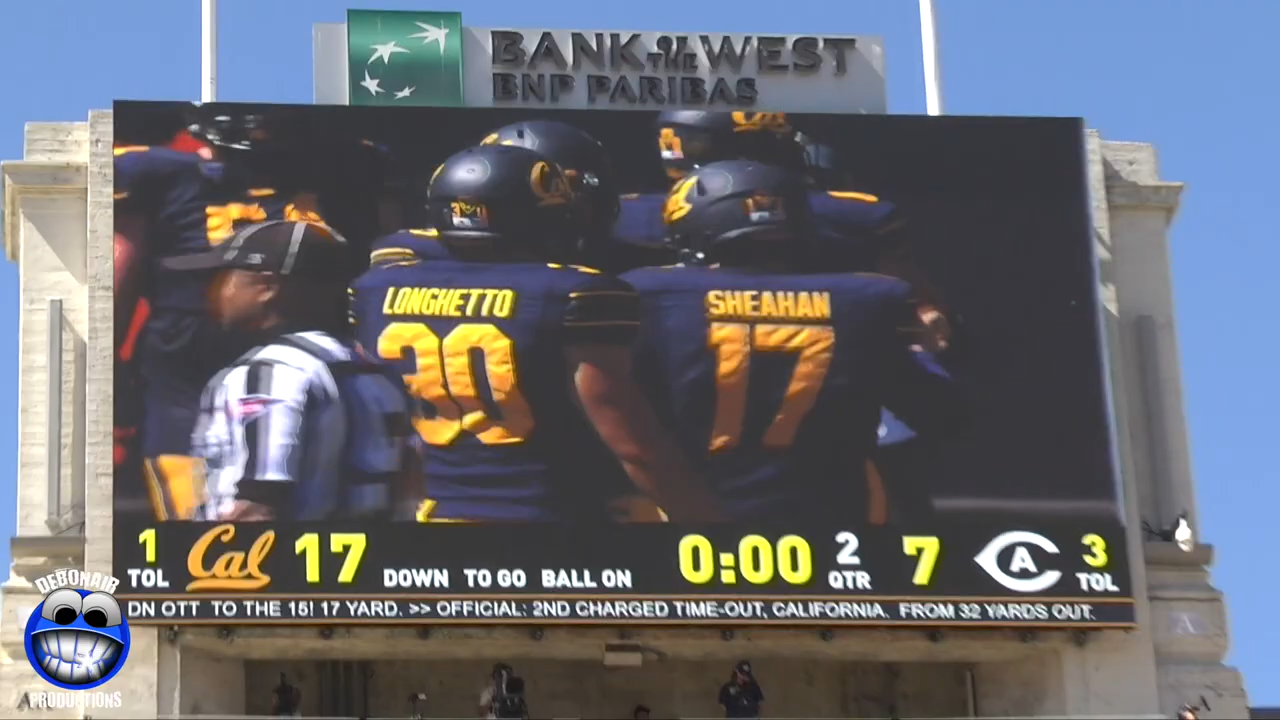 BANK OF THE WEST
BNP PARIBAS
Cal
LONGHETTO
30
SHEAHAN
17
1
TOL
Cal
17
DOWN TO GO BALL ON
0:00
2
QTR
7
CA
3
TOL
DN OTT TO THE 15! 17 YARD. >> OFFICIAL: 2ND CHARGED TIME-OUT, CALIFORNIA. FROM 32 YARDS OUT.
DEBONAIR
PRODUCTIONS